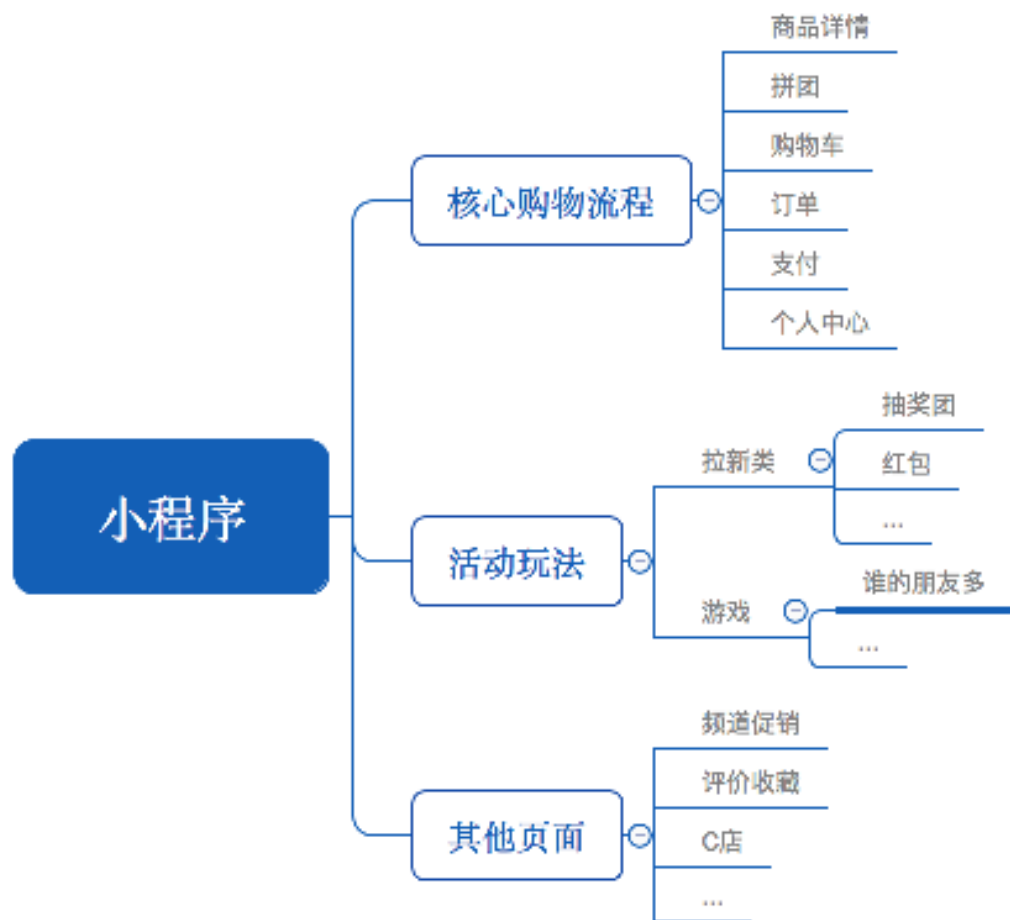 小程序
核心购物流程
商品详情
拼团
购物车
订单
支付
个人中心
活动玩法
拉新类
抽奖团
红包
...
游戏
谁的朋友多
...
其他页面
频道促销
评价收藏
C店
...